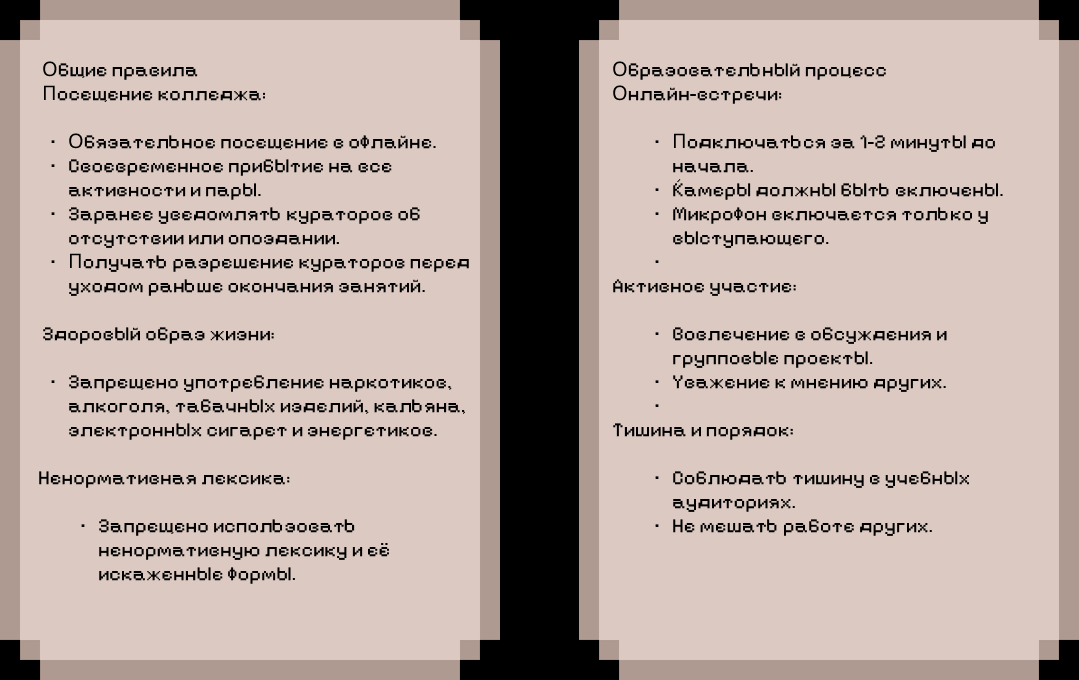 Общие правила
Посещение колледжа:
· Обязательное посещение в офлайне.
· Своевременное прибытие на все
активности и пары.
· Заранее уведомлять кураторов об
отсутствии или опоздании.
· Получать разрешение кураторов перед
уходом раньше окончания занятий.
Здоровый образ жизни:
· Запрещено употребление наркотиков,
алкоголя, табачных изделий, кальяна,
электронных сигарет и энергетиков.
Ненормативная лексика:
· Запрещено использовать
ненормативную лексику и её
искаженные формы.
Образовательный процесс
Онлайн-встречи:
· Подключаться за 1-2 минуты до
начала.
· Камеры должны быть включены.
· Микрофон включается только у
выступающего.
·
Активное участие:
· Вовлечение в обсуждения и
групповые проекты.
· Уважение к мнению других.
·
Тишина и порядок:
· Соблюдать тишину в учебных
аудиториях.
· Не мешать работе других.